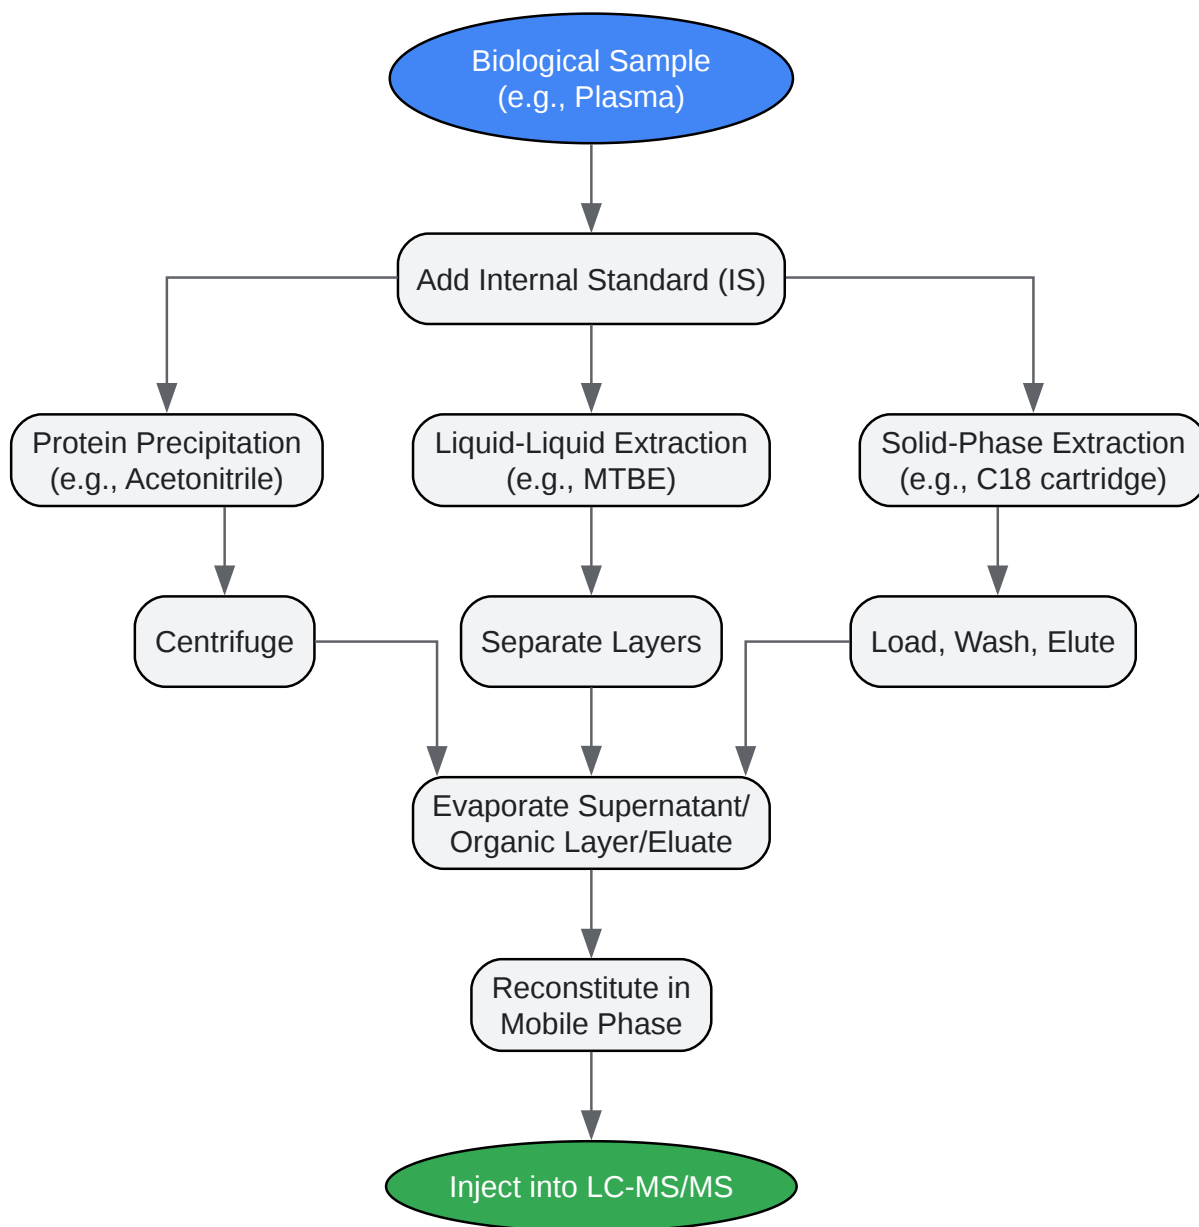 Biological Sample
(e.g., Plasma)
Add Internal Standard (IS)
Protein Precipitation
(e.g., Acetonitrile)
Liquid-Liquid Extraction
(e.g., MTBE)
Solid-Phase Extraction
(e.g., C18 cartridge)
Centrifuge
Separate Layers
Load, Wash, Elute
Evaporate Supernatant/
Organic Layer/Eluate
Reconstitute in
Mobile Phase
Inject into LC-MS/MS